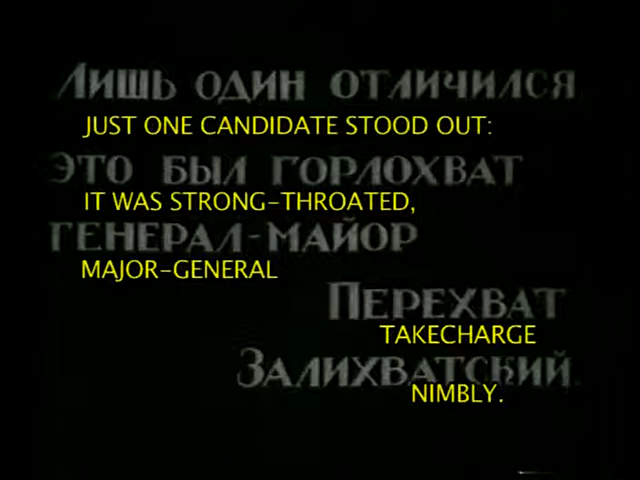 Лишь один отличился
JUST ONE CANDIDATE STOOD OUT:
Это был горлохват
IT WAS STRONG-THROATED,
генерал-майор
MAJOR-GENERAL
Перехват
TAKECHARGE
Залихватский.
NIMBLY.